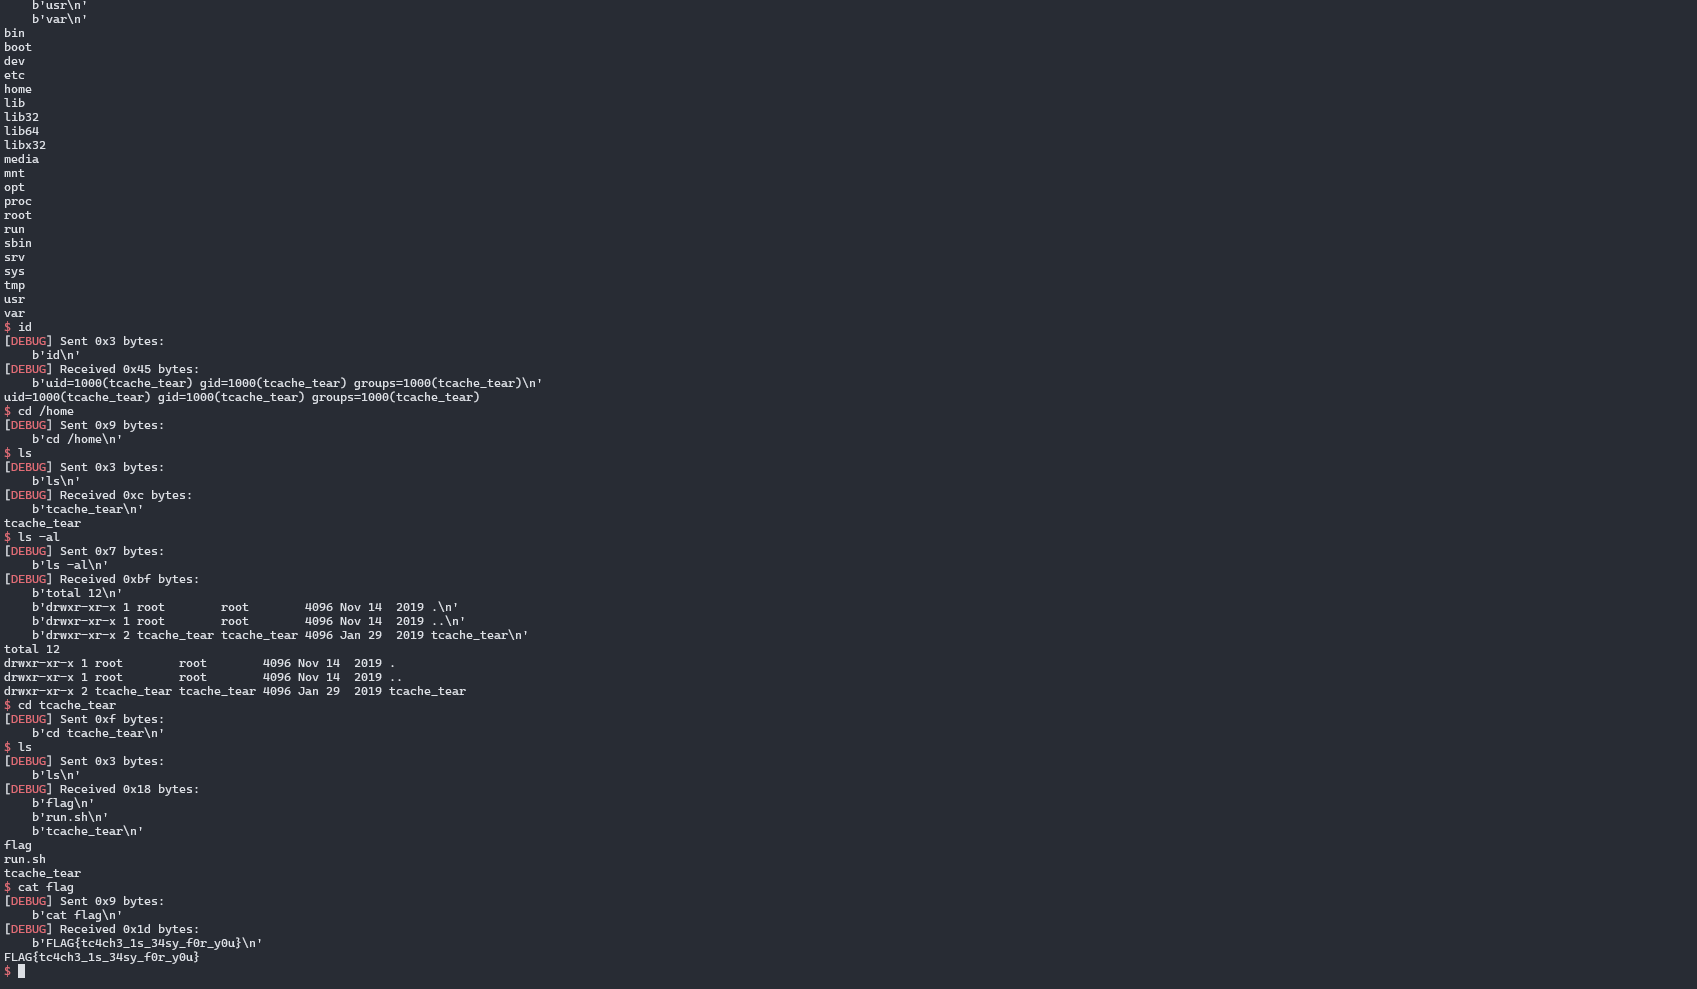 b'usr\n'
    b'var\n'
bin
boot
dev
etc
home
lib
lib32
lib64
libx32
media
mnt
opt
proc
root
run
sbin
srv
sys
tmp
usr
var
$ id
[DEBUG] Sent 0x3 bytes:
    b'id\n'
[DEBUG] Received 0x45 bytes:
    b'uid=1000(tcache_tear) gid=1000(tcache_tear) groups=1000(tcache_tear)\n'
uid=1000(tcache_tear) gid=1000(tcache_tear) groups=1000(tcache_tear)
$ cd /home
[DEBUG] Sent 0x9 bytes:
    b'cd /home\n'
$ ls
[DEBUG] Sent 0x3 bytes:
    b'ls\n'
[DEBUG] Received 0xc bytes:
    b'tcache_tear\n'
tcache_tear
$ ls -al
[DEBUG] Sent 0x7 bytes:
    b'ls -al\n'
[DEBUG] Received 0xbf bytes:
    b'total 12\n'
    b'drwxr-xr-x 1 root        root        4096 Nov 14  2019 .\n'
    b'drwxr-xr-x 1 root        root        4096 Nov 14  2019 ..\n'
    b'drwxr-xr-x 2 tcache_tear tcache_tear 4096 Jan 29  2019 tcache_tear\n'
total 12
drwxr-xr-x 1 root        root        4096 Nov 14  2019 .
drwxr-xr-x 1 root        root        4096 Nov 14  2019 ..
drwxr-xr-x 2 tcache_tear tcache_tear 4096 Jan 29  2019 tcache_tear
$ cd tcache_tear
[DEBUG] Sent 0xf bytes:
    b'cd tcache_tear\n'
$ ls
[DEBUG] Sent 0x3 bytes:
    b'ls\n'
[DEBUG] Received 0x18 bytes:
    b'flag\n'
    b'run.sh\n'
    b'tcache_tear\n'
flag
run.sh
tcache_tear
$ cat flag
[DEBUG] Sent 0x9 bytes:
    b'cat flag\n'
[DEBUG] Received 0x1d bytes:
    b'FLAG{tc4ch3_1s_34sy_f0r_y0u}\n'
FLAG{tc4ch3_1s_34sy_f0r_y0u}
$